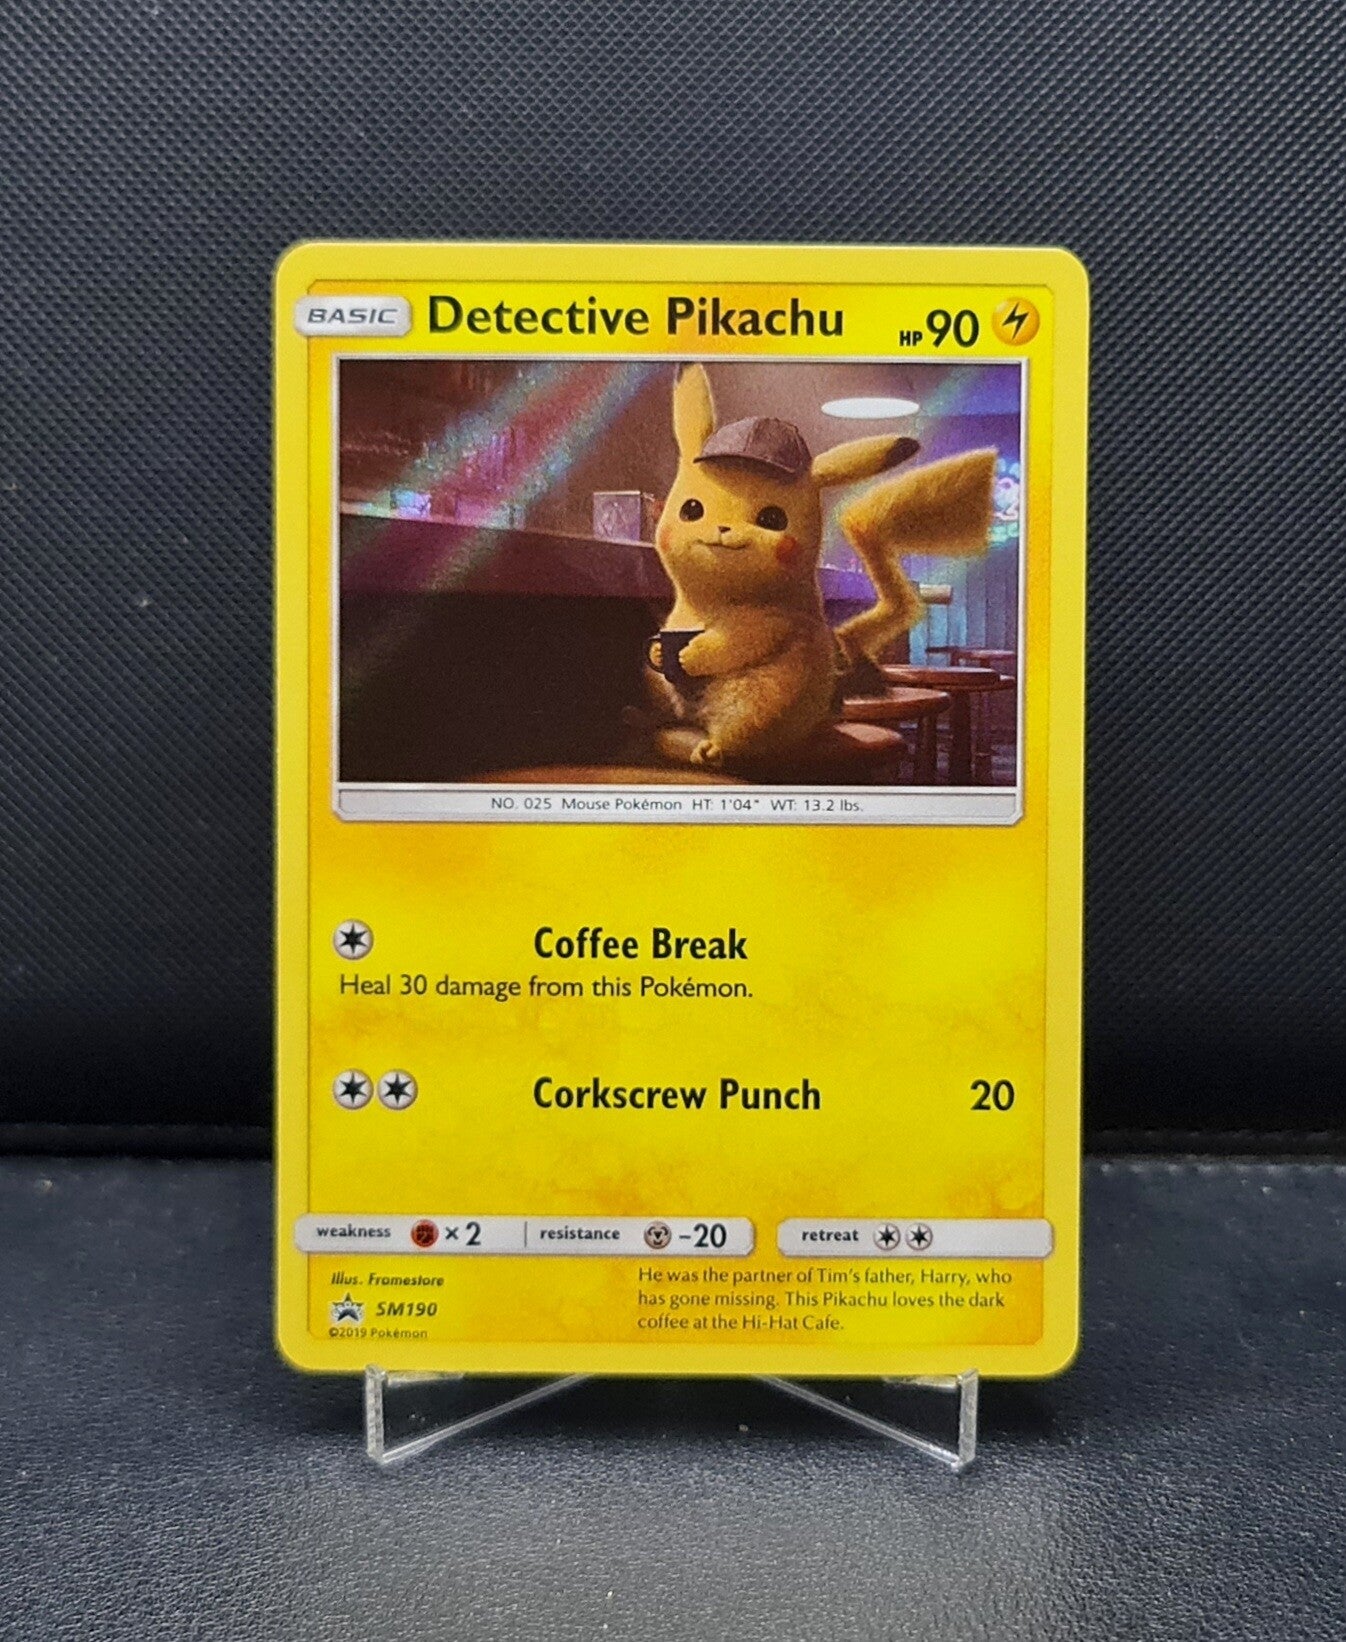 BASIC Detective Pikachu HP 90
NO. 025 Mouse Pokémon HT: 1'04" WT: 13.2 lbs.
Coffee Break
Heal 30 damage from this Pokémon.
Corkscrew Punch 20
weakness ×2 resistance -20 retreat
Illus. Framestore
SM190
©2019 Pokémon
He was the partner of Tim's father, Harry, who
has gone missing. This Pikachu loves the dark
coffee at the Hi-Hat Cafe.